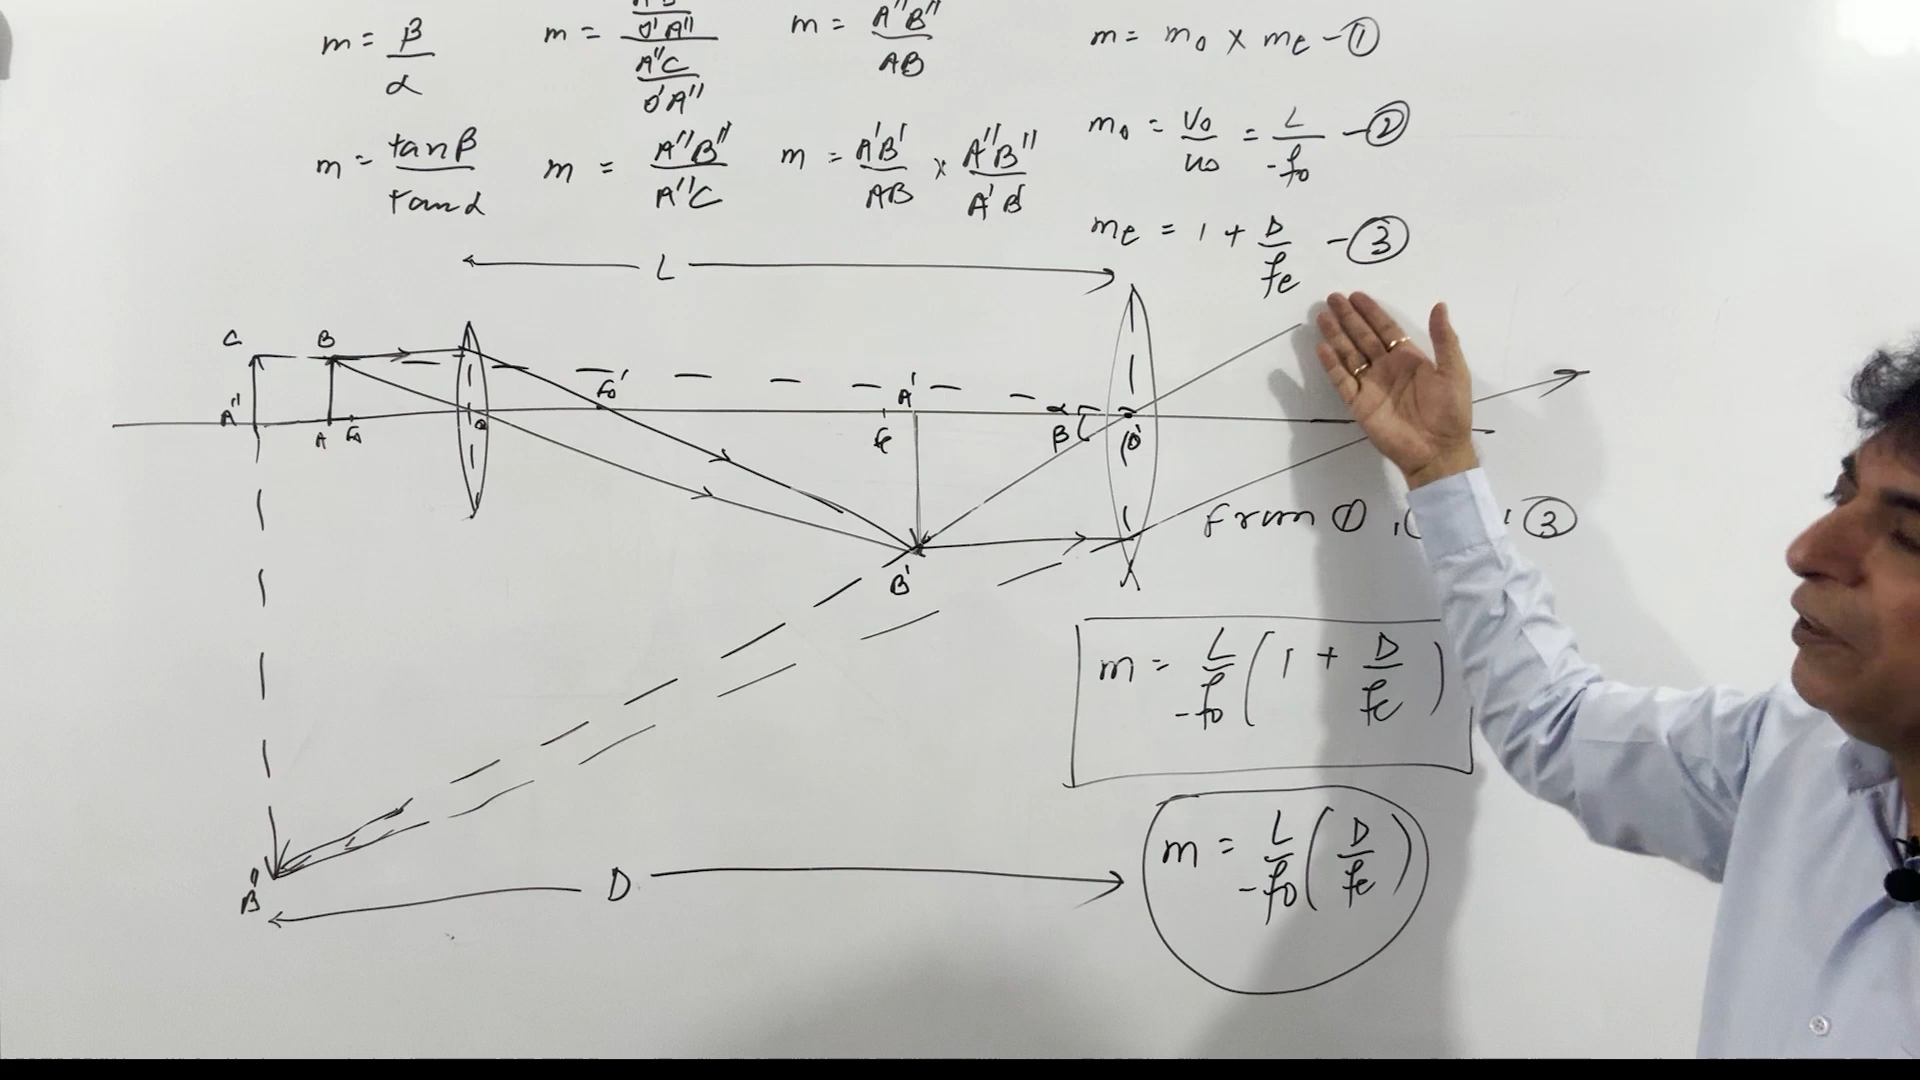 m = β / α
m = A"B" / O'A" / A"C / O'A"
m = A"B" / AB
m = m₀ × mₑ -①
m = tanβ / tanα
m = A"B" / A"C
m = A'B' / AB × A"B" / A'B'
m₀ = v₀ / u₀ = L / -f₀ -②
mₑ = 1 + D / fₑ -③
L
C
B
A"
A
f₀
O
f₀'
A'
fₑ
α
β
O'
B'
From ①, , ③
m = L / -f₀ (1 + D / fₑ)
m = L / -f₀ (D / fₑ)
B"
D